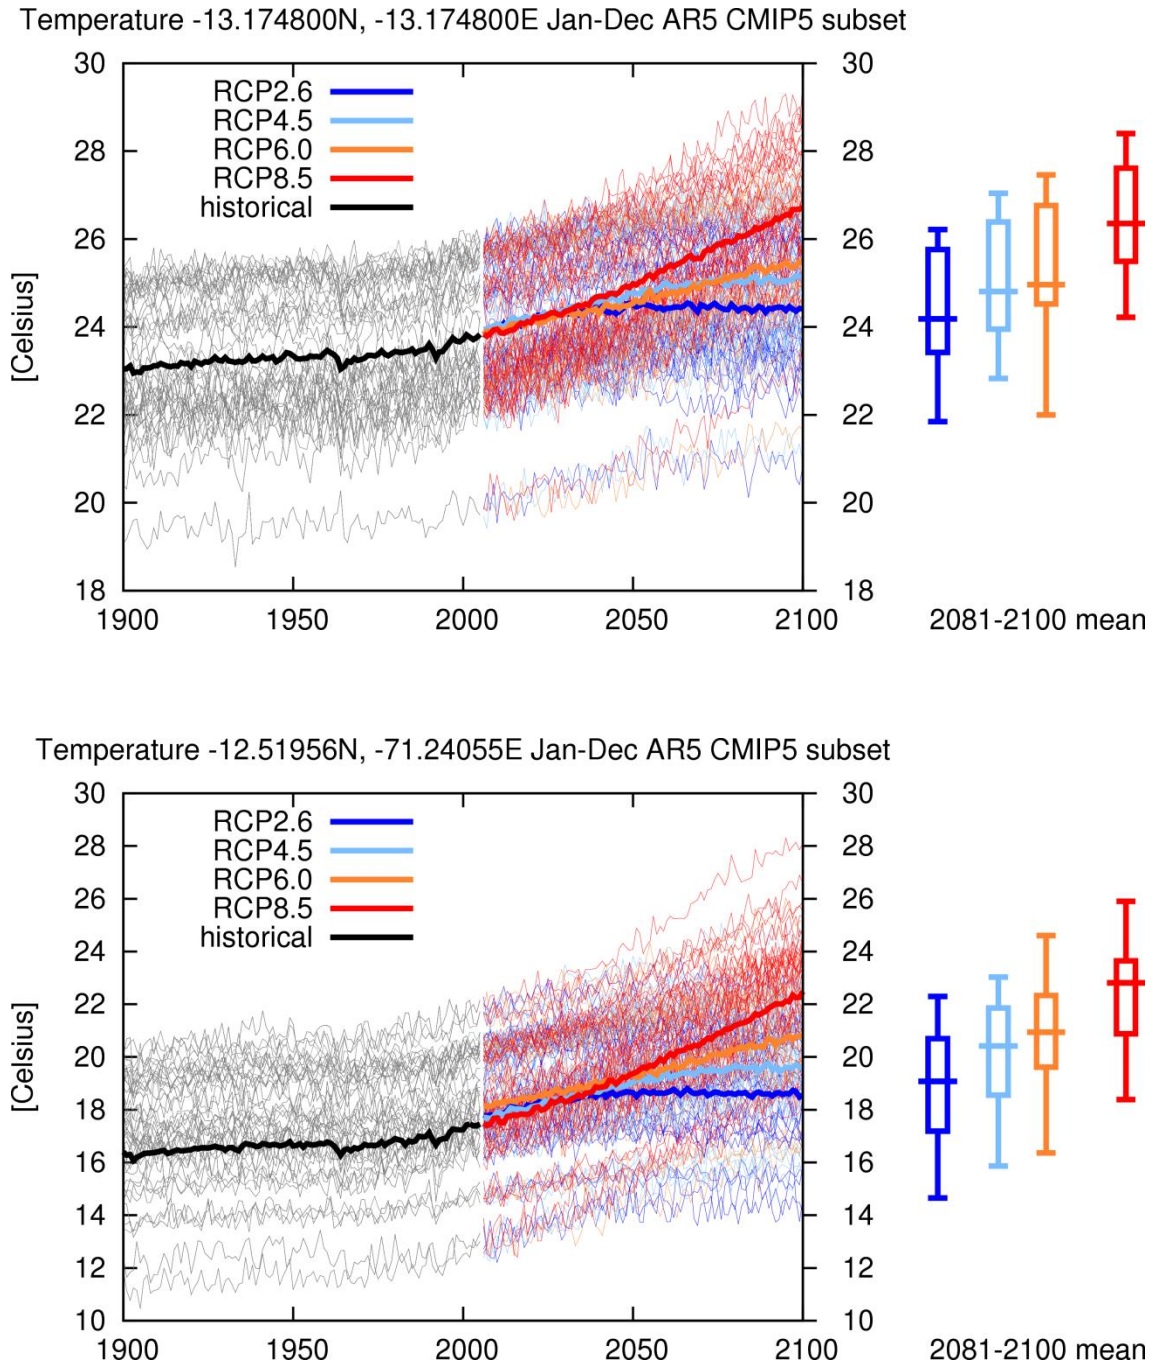 Temperature -13.174800N, -13.174800E Jan-Dec AR5 CMIP5 subset
30 30
RCP2.6
RCP4.5
28 28
RCP6.0
RCP8.5
historical
26 26
[Celsius]
24 24
22 22
20 20
18 18
1900 1950 2000 2050 2100 2081-2100 mean
Temperature -12.51956N, -71.24055E Jan-Dec AR5 CMIP5 subset
30 30
RCP2.6
RCP4.5
28 28
RCP6.0
26 26
RCP8.5
historical
24 24
22 22
[Celsius]
20 20
18 18
16 16
14 14
12 12
10 10
1900 1950 2000 2050 2100 2081-2100 mean